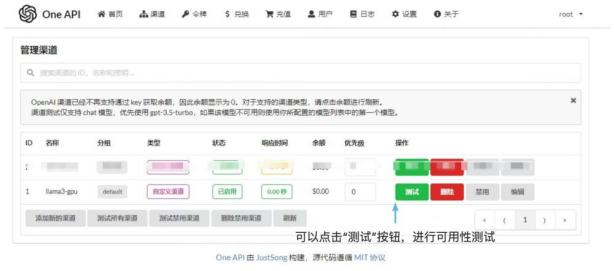 One API 首页 渠道 令牌 $ 兑换 充值 用户 日志 设置 关于 root
管理渠道
搜索渠道的 ID，名称和密钥 ...
OpenAI 渠道已经不再支持通过 key 获取余额，因此余额显示为 0。对于支持的渠道类型，请点击余额进行刷新。
渠道测试仅支持 chat 模型，优先使用 gpt-3.5-turbo，如果该模型不可用则使用你所配置的模型列表中的第一个模型。
ID 名称 分组 类型 状态 响应时间 余额 优先级 操作
1 llama3-gpu default 自定义渠道 已启用 0.00 秒 $0.00 0 测试 删除 禁用 编辑
添加新的渠道 测试所有渠道 测试禁用渠道 删除禁用渠道 刷新 « ⟨ 1 ⟩ »
可以点击“测试”按钮，进行可用性测试
One API 由 JustSong 构建，源代码遵循 MIT 协议